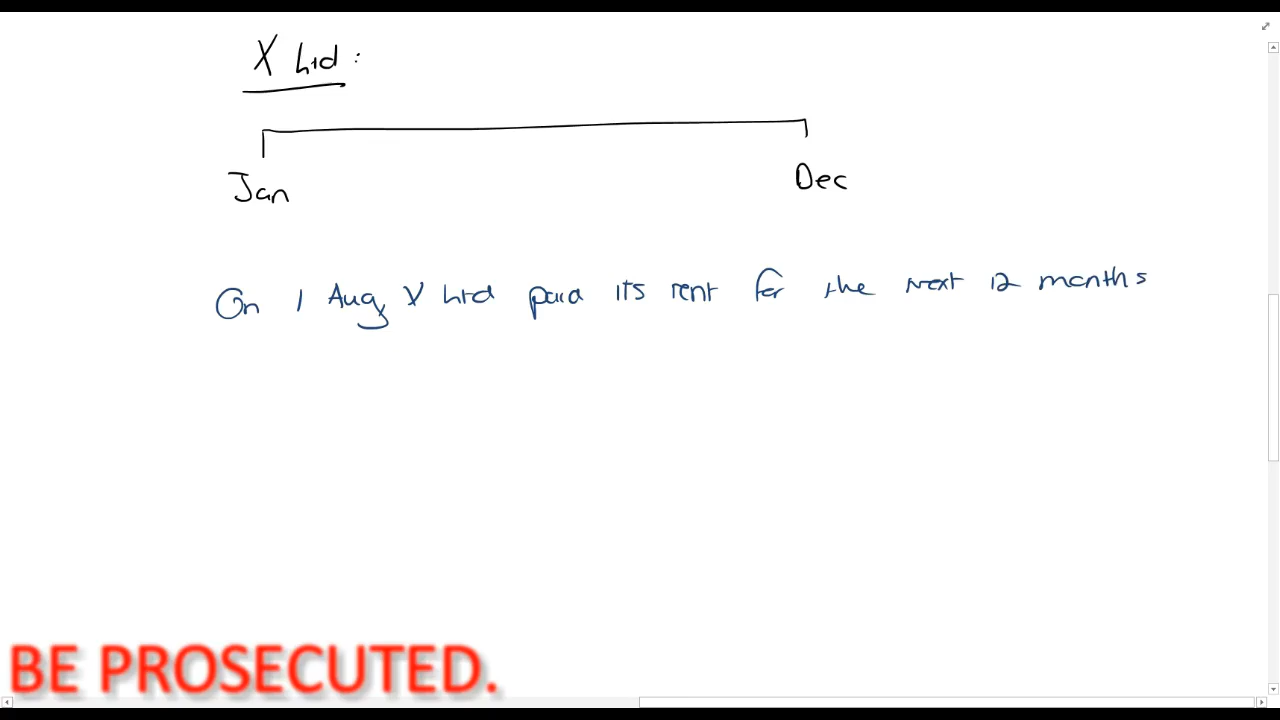 X Ltd :
Jan
Dec
On 1 Aug X Ltd paid its rent for the next 12 months
BE PROSECUTED.